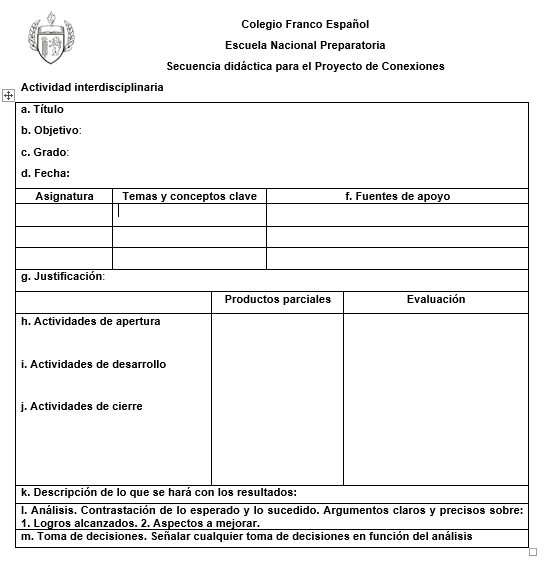 Colegio Franco Español
Escuela Nacional Preparatoria
Secuencia didáctica para el Proyecto de Conexiones
Actividad interdisciplinaria
a. Título
b. Objetivo:
c. Grado:
d. Fecha:
Asignatura Temas y conceptos clave f. Fuentes de apoyo
g. Justificación:
Productos parciales Evaluación
h. Actividades de apertura
i. Actividades de desarrollo
j. Actividades de cierre
k. Descripción de lo que se hará con los resultados:
l. Análisis. Contrastación de lo esperado y lo sucedido. Argumentos claros y precisos sobre:
1. Logros alcanzados. 2. Aspectos a mejorar.
m. Toma de decisiones. Señalar cualquier toma de decisiones en función del análisis